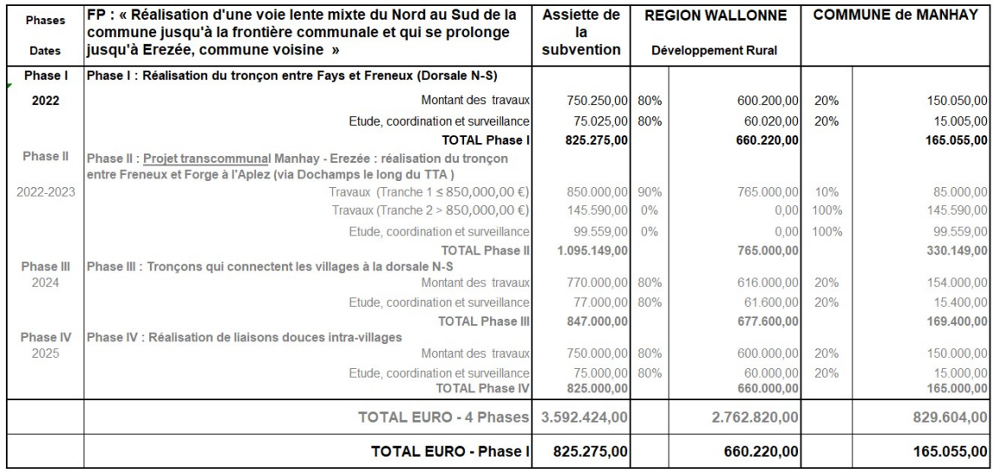 Phases
Dates
FP : « Réalisation d'une voie lente mixte du Nord au Sud de la
commune jusqu'à la frontière communale et qui se prolonge
jusqu'à Erezée, commune voisine »
Assiette de
la
subvention
REGION WALLONNE
Développement Rural
COMMUNE de MANHAY
Phase I Phase I : Réalisation du tronçon entre Fays et Freneux (Dorsale N-S)
2022 Montant des travaux 750.250,00 80% 600.200,00 20% 150.050,00
Etude, coordination et surveillance 75.025,00 80% 60.020,00 20% 15.005,00
TOTAL Phase I 825.275,00 660.220,00 165.055,00
Phase II Phase II : Projet transcommunal Manhay - Erezée : réalisation du tronçon
entre Freneux et Forge à l'Aplez (via Dochamps le long du TTA )
2022-2023 Travaux (Tranche 1 ≤ 850,000,00 €) 850.000,00 90% 765.000,00 10% 85.000,00
Travaux (Tranche 2 > 850,000,00 €) 145.590,00 0% 0,00 100% 145.590,00
Etude, coordination et surveillance 99.559,00 0% 0,00 100% 99.559,00
TOTAL Phase II 1.095.149,00 765.000,00 330.149,00
Phase III Phase III : Tronçons qui connectent les villages à la dorsale N-S
2024 Montant des travaux 770.000,00 80% 616.000,00 20% 154.000,00
Etude, coordination et surveillance 77.000,00 80% 61.600,00 20% 15.400,00
TOTAL Phase III 847.000,00 677.600,00 169.400,00
Phase IV Phase IV : Réalisation de liaisons douces intra-villages
2025 Montant des travaux 750.000,00 80% 600.000,00 20% 150.000,00
Etude, coordination et surveillance 75.000,00 80% 60.000,00 20% 15.000,00
TOTAL Phase IV 825.000,00 660.000,00 165.000,00
TOTAL EURO - 4 Phases 3.592.424,00 2.762.820,00 829.604,00
TOTAL EURO - Phase I 825.275,00 660.220,00 165.055,00